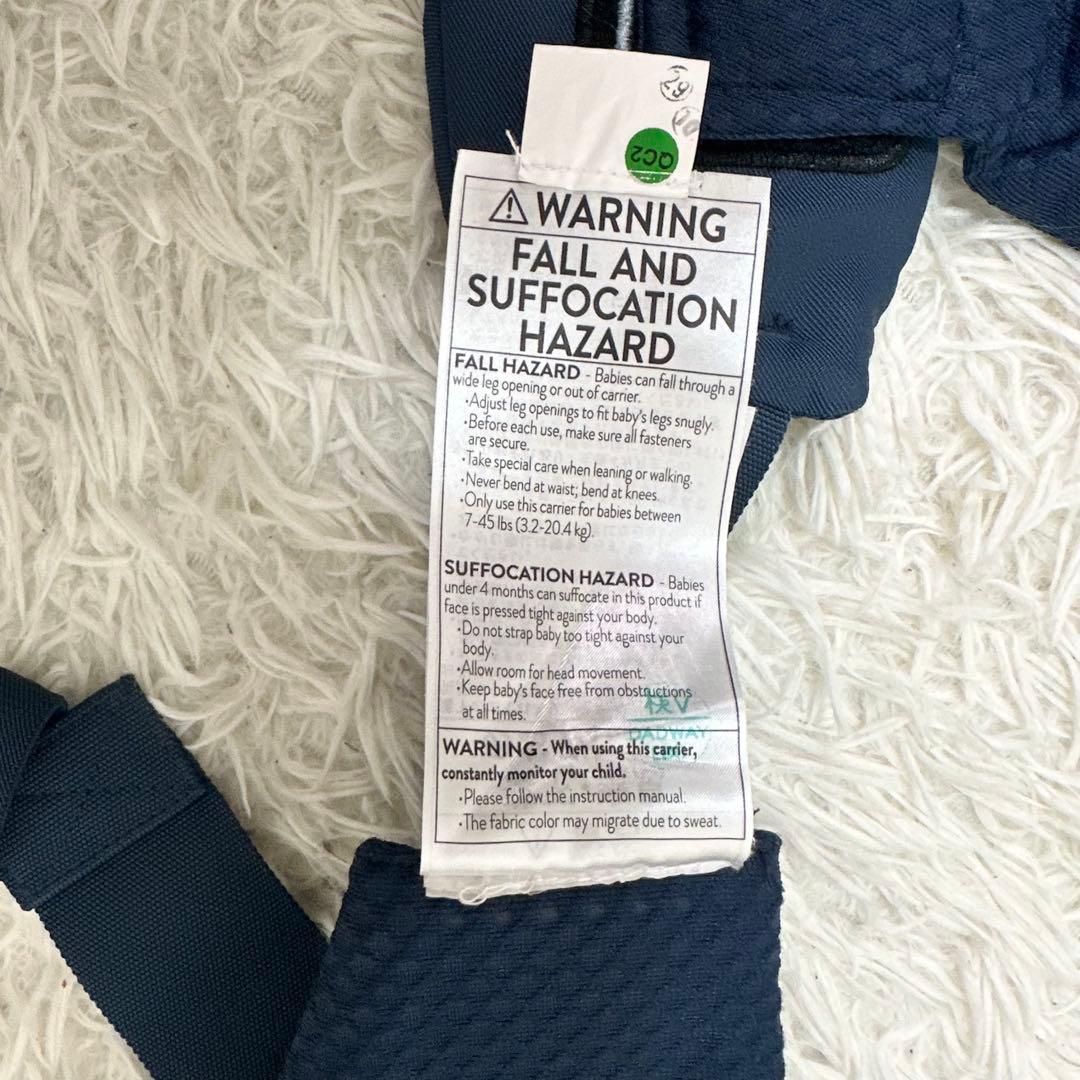 29
QC2
WARNING
FALL AND
SUFFOCATION
HAZARD
FALL HAZARD - Babies can fall through a
wide leg opening or out of carrier.
·Adjust leg openings to fit baby's legs snugly.
·Before each use, make sure all fasteners
are secure.
·Take special care when leaning or walking.
·Never bend at waist; bend at knees.
·Only use this carrier for babies between
7-45 lbs (3.2-20.4 kg).
SUFFOCATION HAZARD - Babies
under 4 months can suffocate in this product if
face is pressed tight against your body.
·Do not strap baby too tight against your
body.
·Allow room for head movement.
·Keep baby's face free from obstructions
at all times.
検V
DADWAY
WARNING - When using this carrier,
constantly monitor your child.
·Please follow the instruction manual.
·The fabric color may migrate due to sweat.